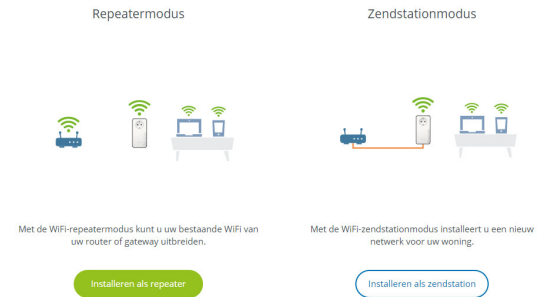 Repeatermodus
Zendstationmodus
Met de WiFi-repeatermodus kunt u uw bestaande WiFi van
uw router of gateway uitbreiden.
Met de WiFi-zendstationmodus installeert u een nieuw
netwerk voor uw woning.
Installeren als repeater
Installeren als zendstation